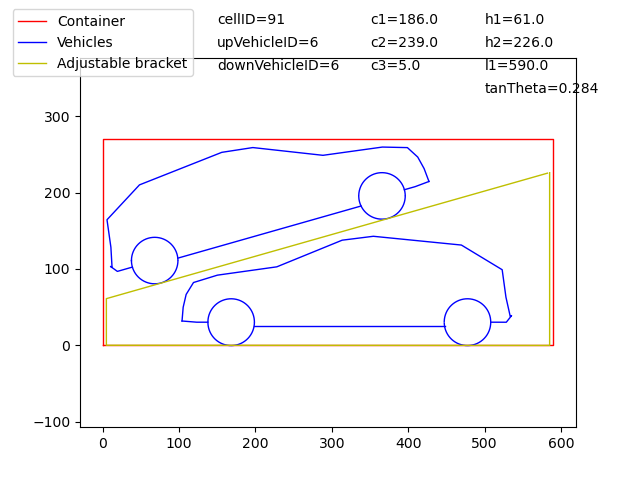 Container
Vehicles
Adjustable bracket
cellID=91
upVehicleID=6
downVehicleID=6
c1=186.0
c2=239.0
c3=5.0
h1=61.0
h2=226.0
l1=590.0
tanTheta=0.284
300
200
100
0
−100
0 100 200 300 400 500 600